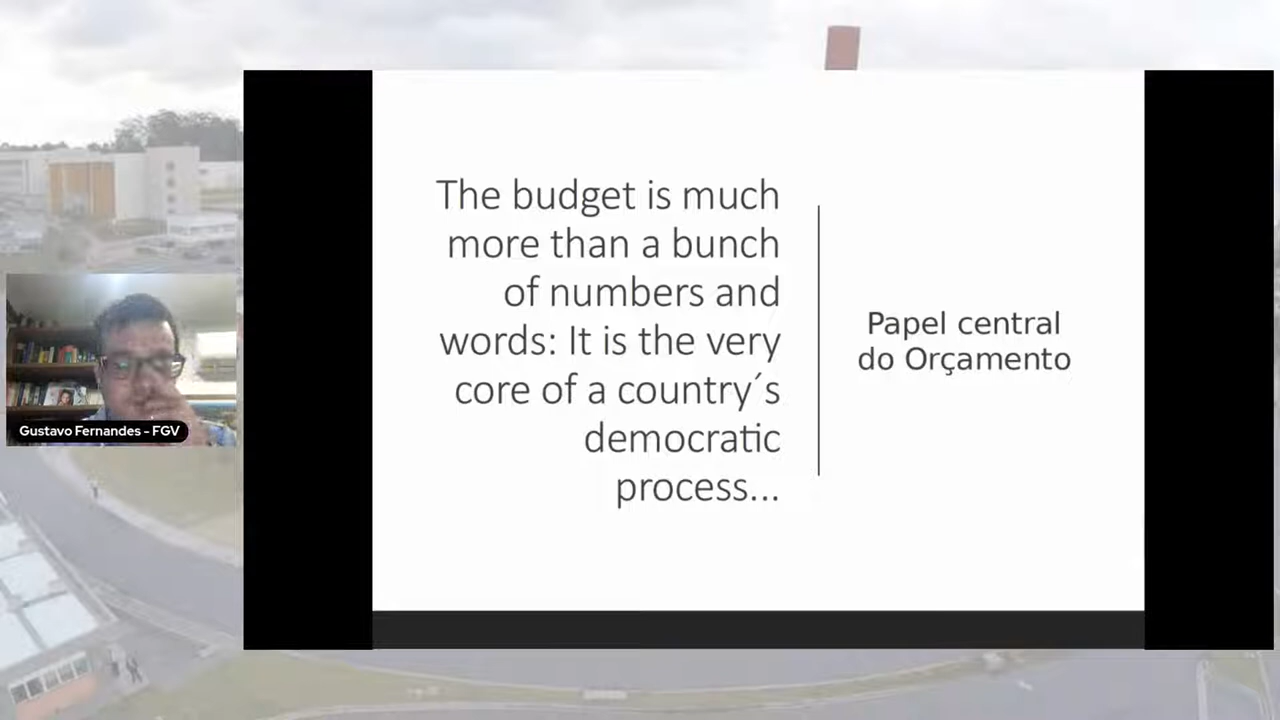 The budget is much
more than a bunch
of numbers and
words: It is the very
core of a country´s
democratic
process...
Papel central
do Orçamento
Gustavo Fernandes - FGV